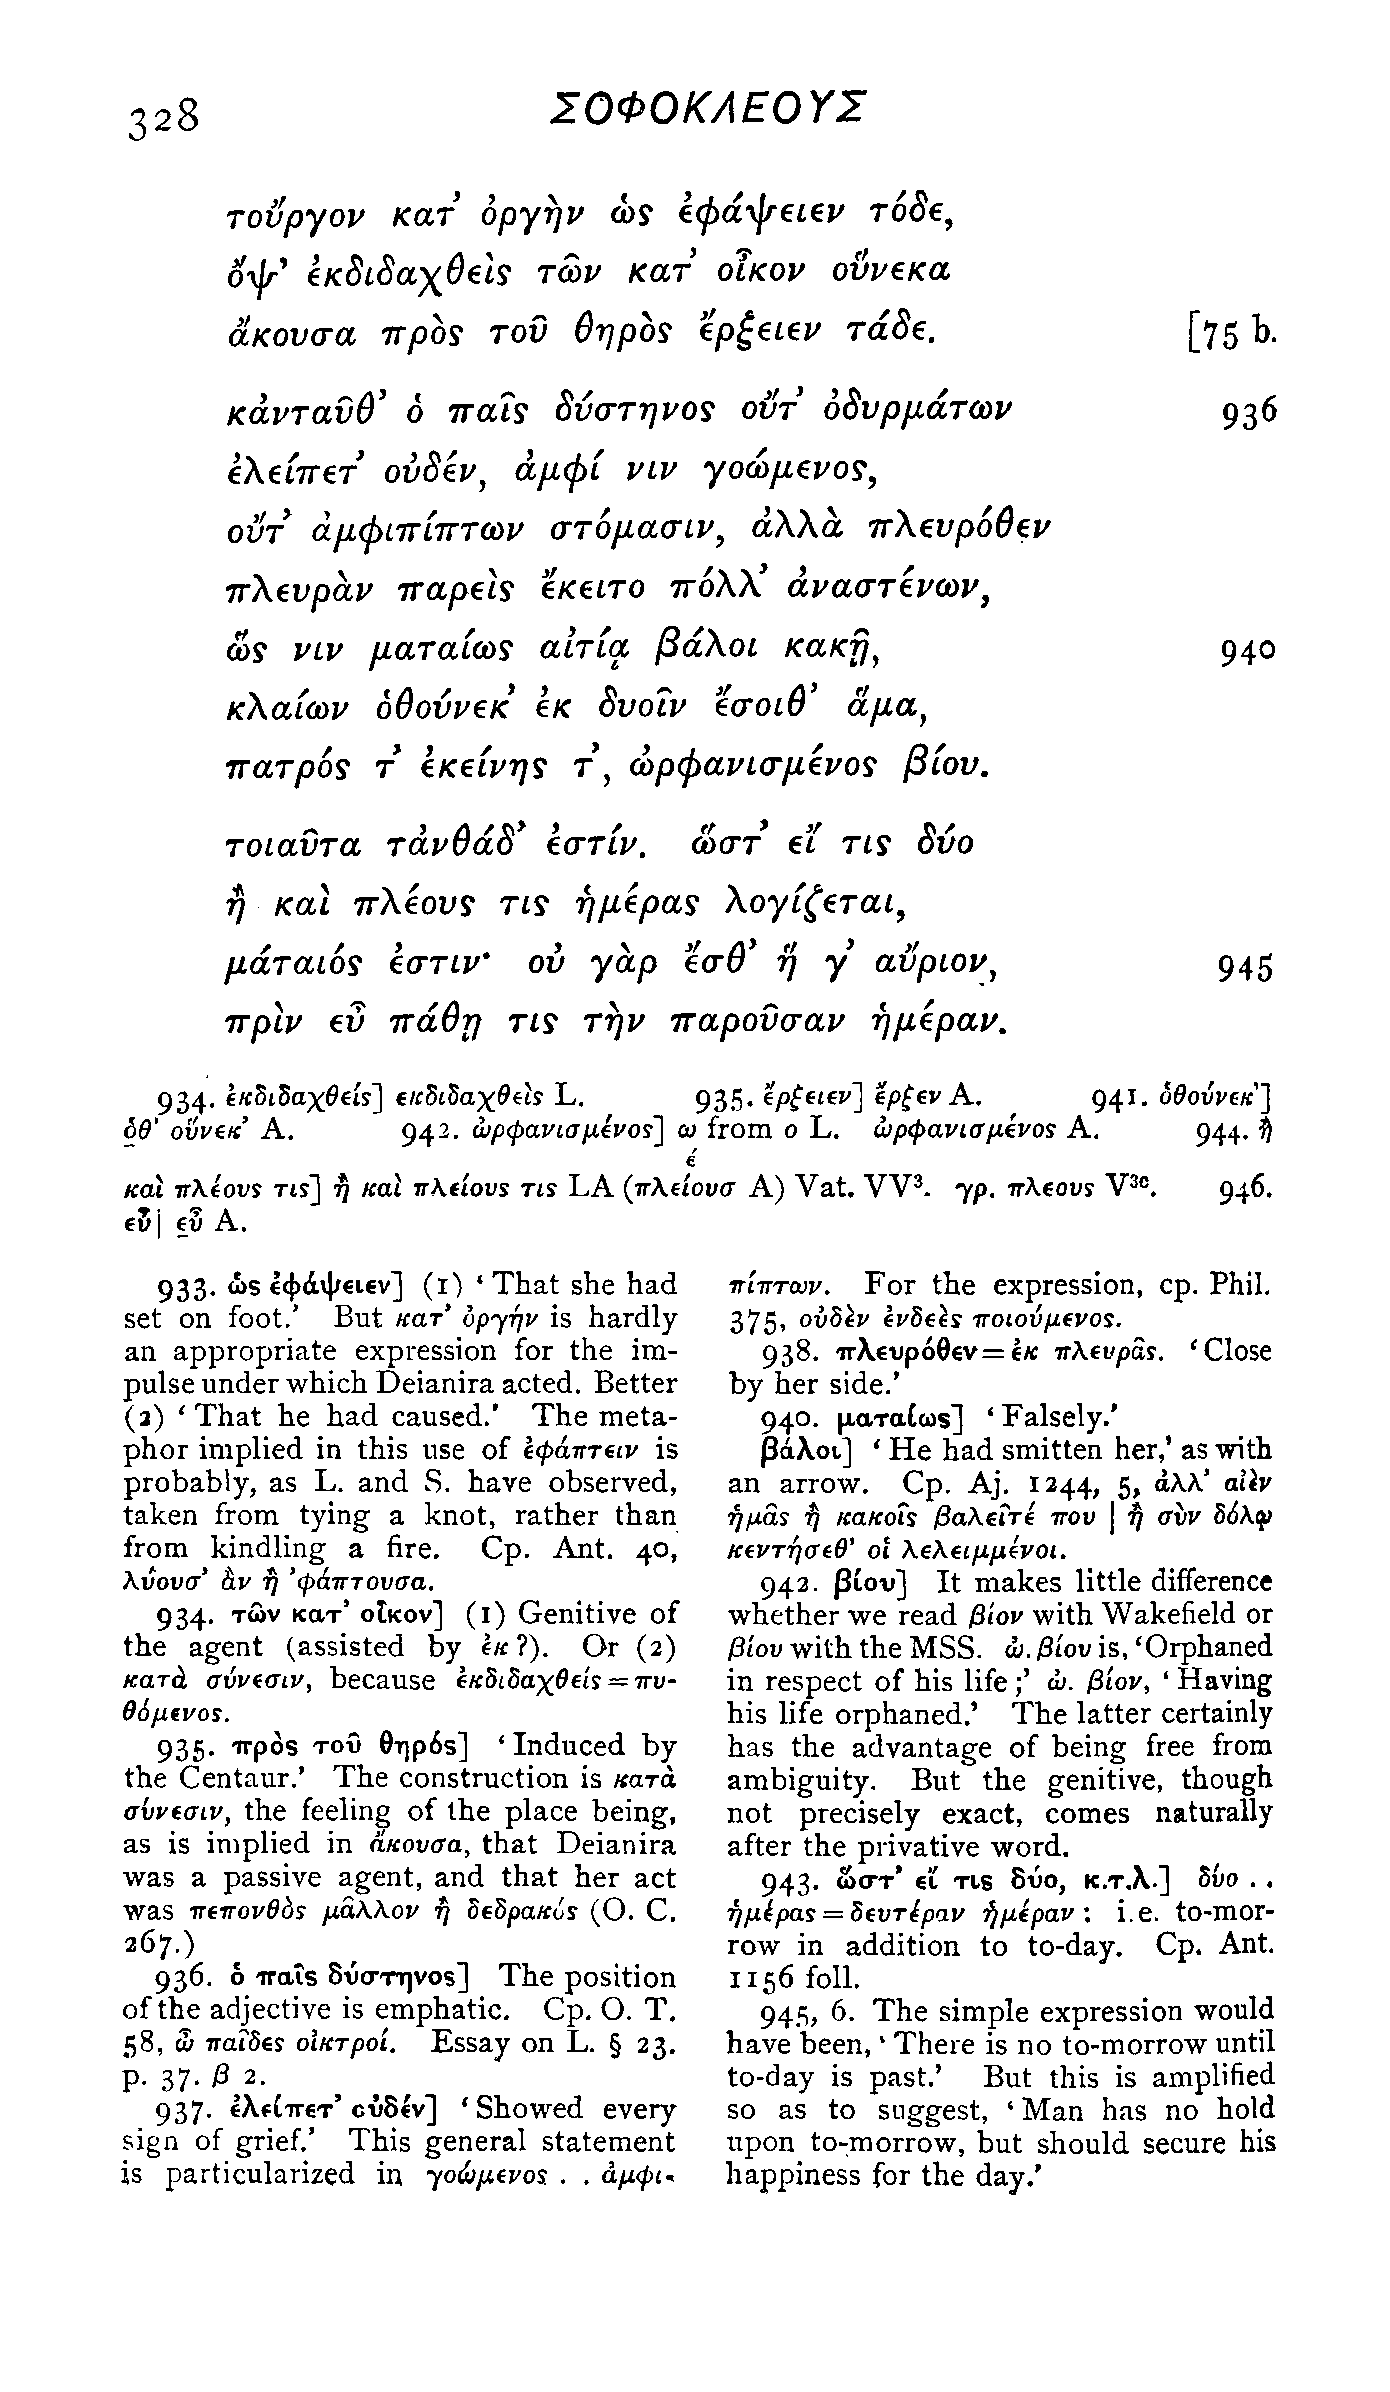 328
ΣΟΦΟΚΛΕΟΥΣ
τοὔργον κατ’ ὀργὴν ὡς ἐφάψειεν τόδε,
ὄψ’ ἐκδιδαχθεὶς τῶν κατ’ οἶκον οὕνεκα
ἄκουσα πρὸς τοῦ θηρὸς ἔρξειεν τάδε. [75 b.
κἀνταῦθ’ ὁ παῖς δύστηνος οὔτ’ ὀδυρμάτων 936
ἐλείπετ’ οὐδέν, ἀμφί νιν γοώμενος,
οὔτ’ ἀμφιπίπτων στόμασιν, ἀλλὰ πλευρόθεν
πλευρὰν παρεὶς ἔκειτο πόλλ’ ἀναστένων,
ὥς νιν ματαίως αἰτίᾳ βάλοι κακῇ, 940
κλαίων ὁθούνεκ’ ἐκ δυοῖν ἔσοιθ’ ἅμα,
πατρός τ’ ἐκείνης τ’, ὠρφανισμένος βίου.
τοιαῦτα τἀνθάδ’ ἐστίν. ὥστ’ εἴ τις δύο
ἢ καὶ πλέους τις ἡμέρας λογίζεται,
μάταιός ἐστιν· οὐ γὰρ ἔσθ’ ἥ γ’ αὔριον, 945
πρὶν εὖ πάθῃ τις τὴν παροῦσαν ἡμέραν.
934. ἐκδιδαχθείς] εκδιδαχθεὶς L. 935. ἔρξειεν] ἔρξεν A. 941. ὁθούνεκ’]
ὁθ’ οὕνεκ’ A. 942. ὠρφανισμένος] ω from ο L. ὠρφανισμένος A. 944. ἢ
καὶ πλέους τις] ἢ καὶ πλείους τις LA (πλείουσ A) Vat. VV³. γρ. πλεους V³ᶜ. 946.
εὖ| εὖ A.
933. ὡς ἐφάψειεν] (1) ‘That she had
set on foot.’ But κατ’ ὀργήν is hardly
an appropriate expression for the im-
pulse under which Deianira acted. Better
(2) ‘That he had caused.’ The meta-
phor implied in this use of ἐφάπτειν is
probably, as L. and S. have observed,
taken from tying a knot, rather than
from kindling a fire. Cp. Ant. 40,
λύουσ’ ἂν ἢ ’φάπτουσα.
934. τῶν κατ’ οἶκον] (1) Genitive of
the agent (assisted by ἐκ ?). Or (2)
κατὰ σύνεσιν, because ἐκδιδαχθείς = πυ-
θόμενος.
935. πρὸς τοῦ θηρός] ‘Induced by
the Centaur.’ The construction is κατὰ
σύνεσιν, the feeling of the place being,
as is implied in ἄκουσα, that Deianira
was a passive agent, and that her act
was πεπονθὸς μᾶλλον ἢ δεδρακός (O. C.
267.)
936. ὁ παῖς δύστηνος] The position
of the adjective is emphatic. Cp. O. T.
58, ὦ παῖδες οἰκτροί. Essay on L. § 23.
p. 37. β 2.
937. ἐλείπετ’ οὐδέν] ‘Showed every
sign of grief.’ This general statement
is particularized in γοώμενος . . ἀμφι-
πίπτων. For the expression, cp. Phil.
375, οὐδὲν ἐνδεὲς ποιούμενος.
938. πλευρόθεν = ἐκ πλευρᾶς. ‘Close
by her side.’
940. ματαίως] ‘Falsely.’
βάλοι] ‘He had smitten her,’ as with
an arrow. Cp. Aj. 1244, 5, ἀλλ’ αἰὲν
ἡμᾶς ἢ κακοῖς βαλεῖτέ που | ἢ σὺν δόλῳ
κεντήσεθ’ οἱ λελειμμένοι.
942. βίου] It makes little difference
whether we read βίον with Wakefield or
βίου with the MSS. ὠ. βίου is, ‘Orphaned
in respect of his life ;’ ὠ. βίον, ‘Having
his life orphaned.’ The latter certainly
has the advantage of being free from
ambiguity. But the genitive, though
not precisely exact, comes naturally
after the privative word.
943. ὥστ’ εἴ τις δύο, κ.τ.λ.] δύο . .
ἡμέρας = δευτέραν ἡμέραν : i.e. to-mor-
row in addition to to-day. Cp. Ant.
1156 foll.
945, 6. The simple expression would
have been, ‘There is no to-morrow until
to-day is past.’ But this is amplified
so as to suggest, ‘Man has no hold
upon to-morrow, but should secure his
happiness for the day.’